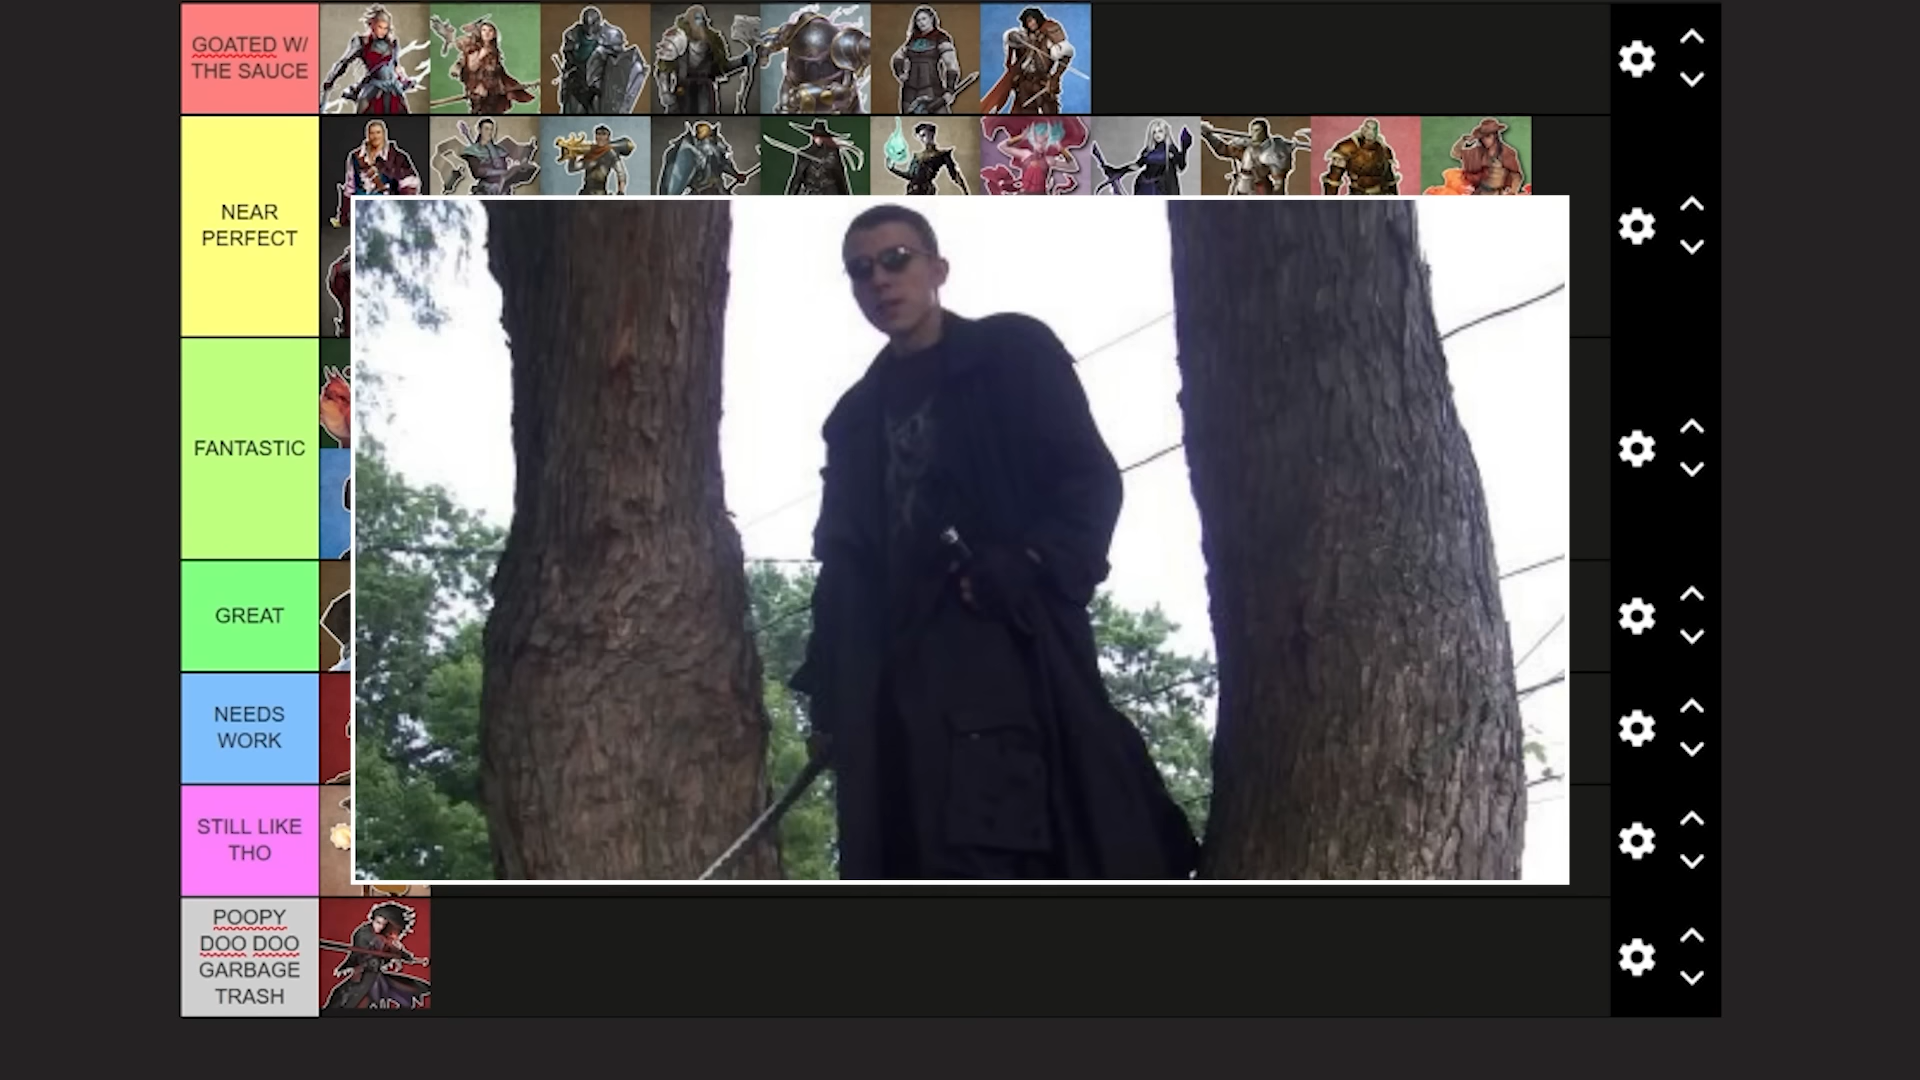 GOATED W/
THE SAUCE
NEAR
PERFECT
FANTASTIC
GREAT
NEEDS
WORK
STILL LIKE
THO
POOPY
DOO DOO
GARBAGE
TRASH